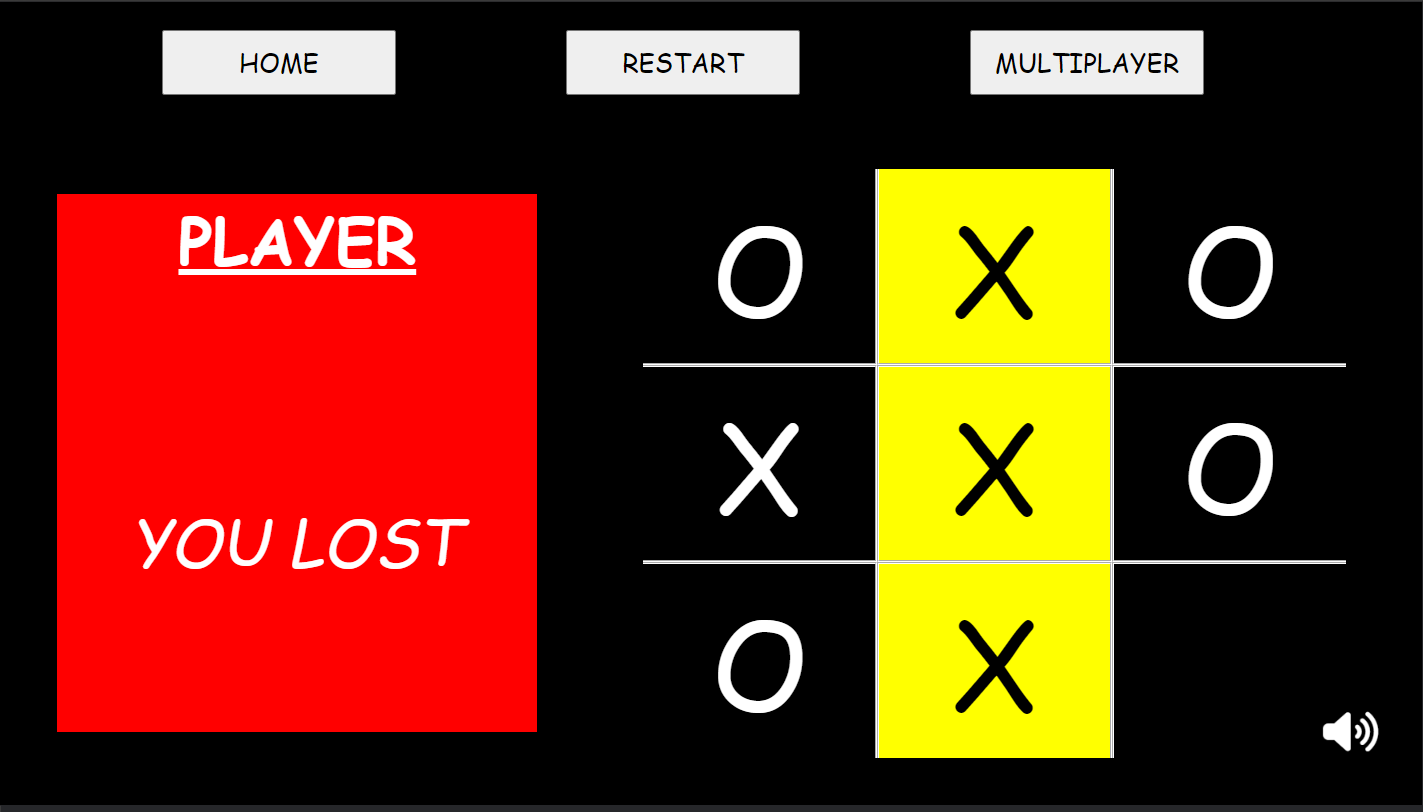 HOME RESTART MULTIPLAYER
PLAYER
YOU LOST
O X O
X X O
O X